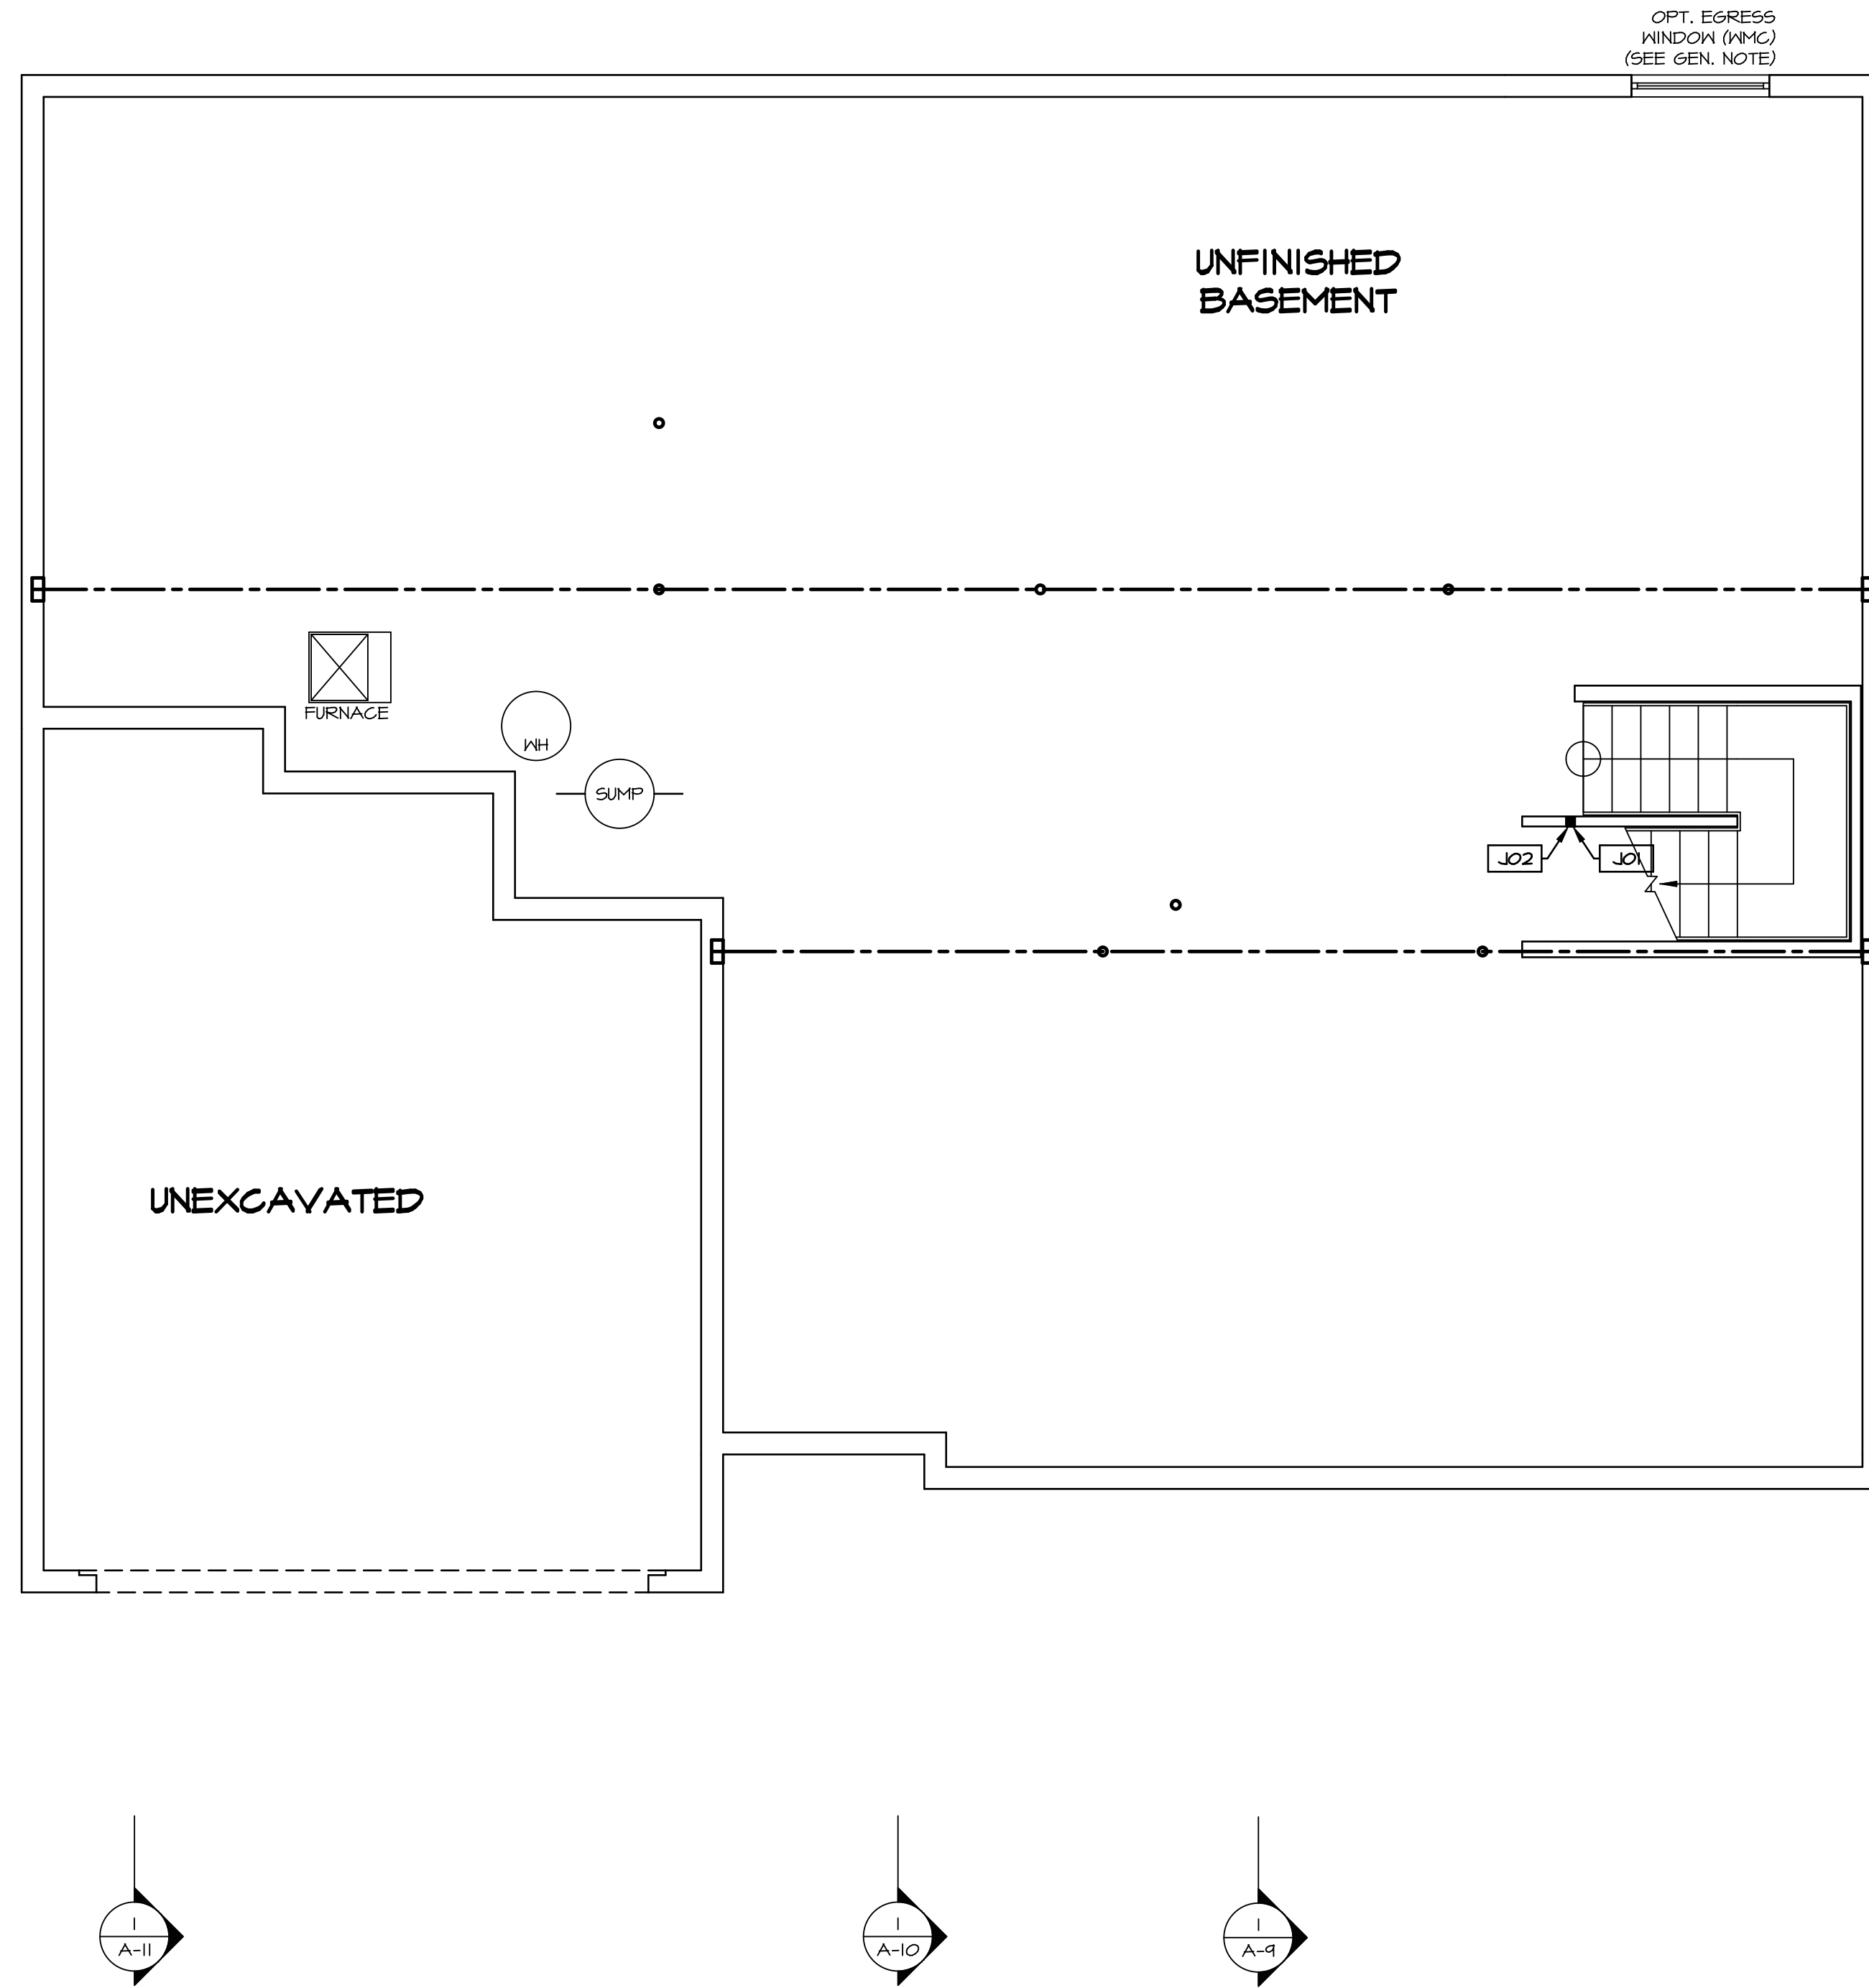 OPT. EGRESS
WINDOW (WMC)
(SEE GEN. NOTE)
UNFINISHED
BASEMENT
FURNACE
WH
SUMP
J02
J01
UNEXCAVATED
1
A-11
1
A-10
1
A-9